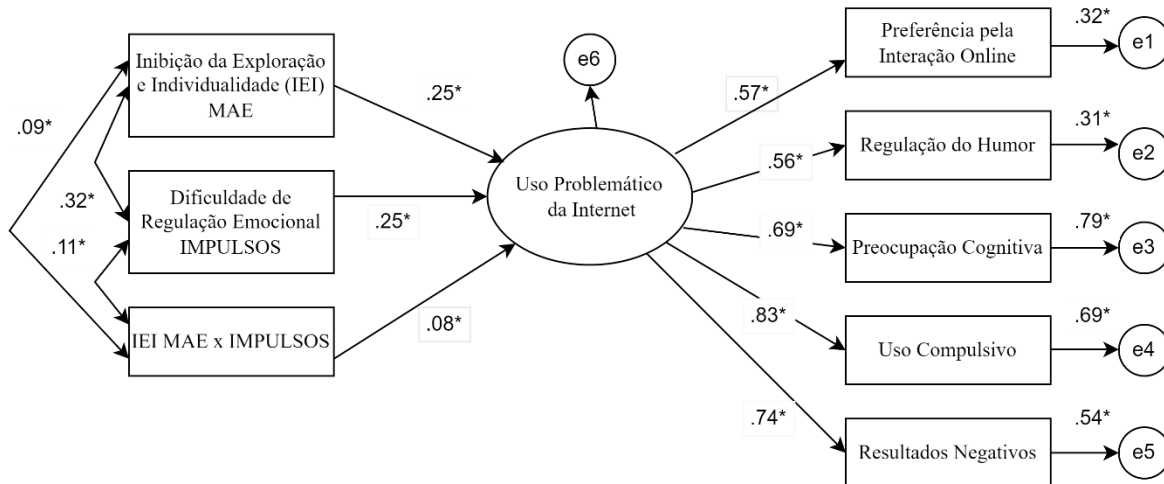 Inibição da Exploração
e Individualidade (IEI)
MAE
Dificuldade de
Regulação Emocional
IMPULSOS
IEI MAE x IMPULSOS
.09*
.32*
.11*
.25*
.25*
.08*
e6
Uso Problemático
da Internet
.57*
.56*
.69*
.83*
.74*
Preferência pela
Interação Online
.32*
e1
Regulação do Humor
.31*
e2
Preocupação Cognitiva
.79*
e3
Uso Compulsivo
.69*
e4
Resultados Negativos
.54*
e5